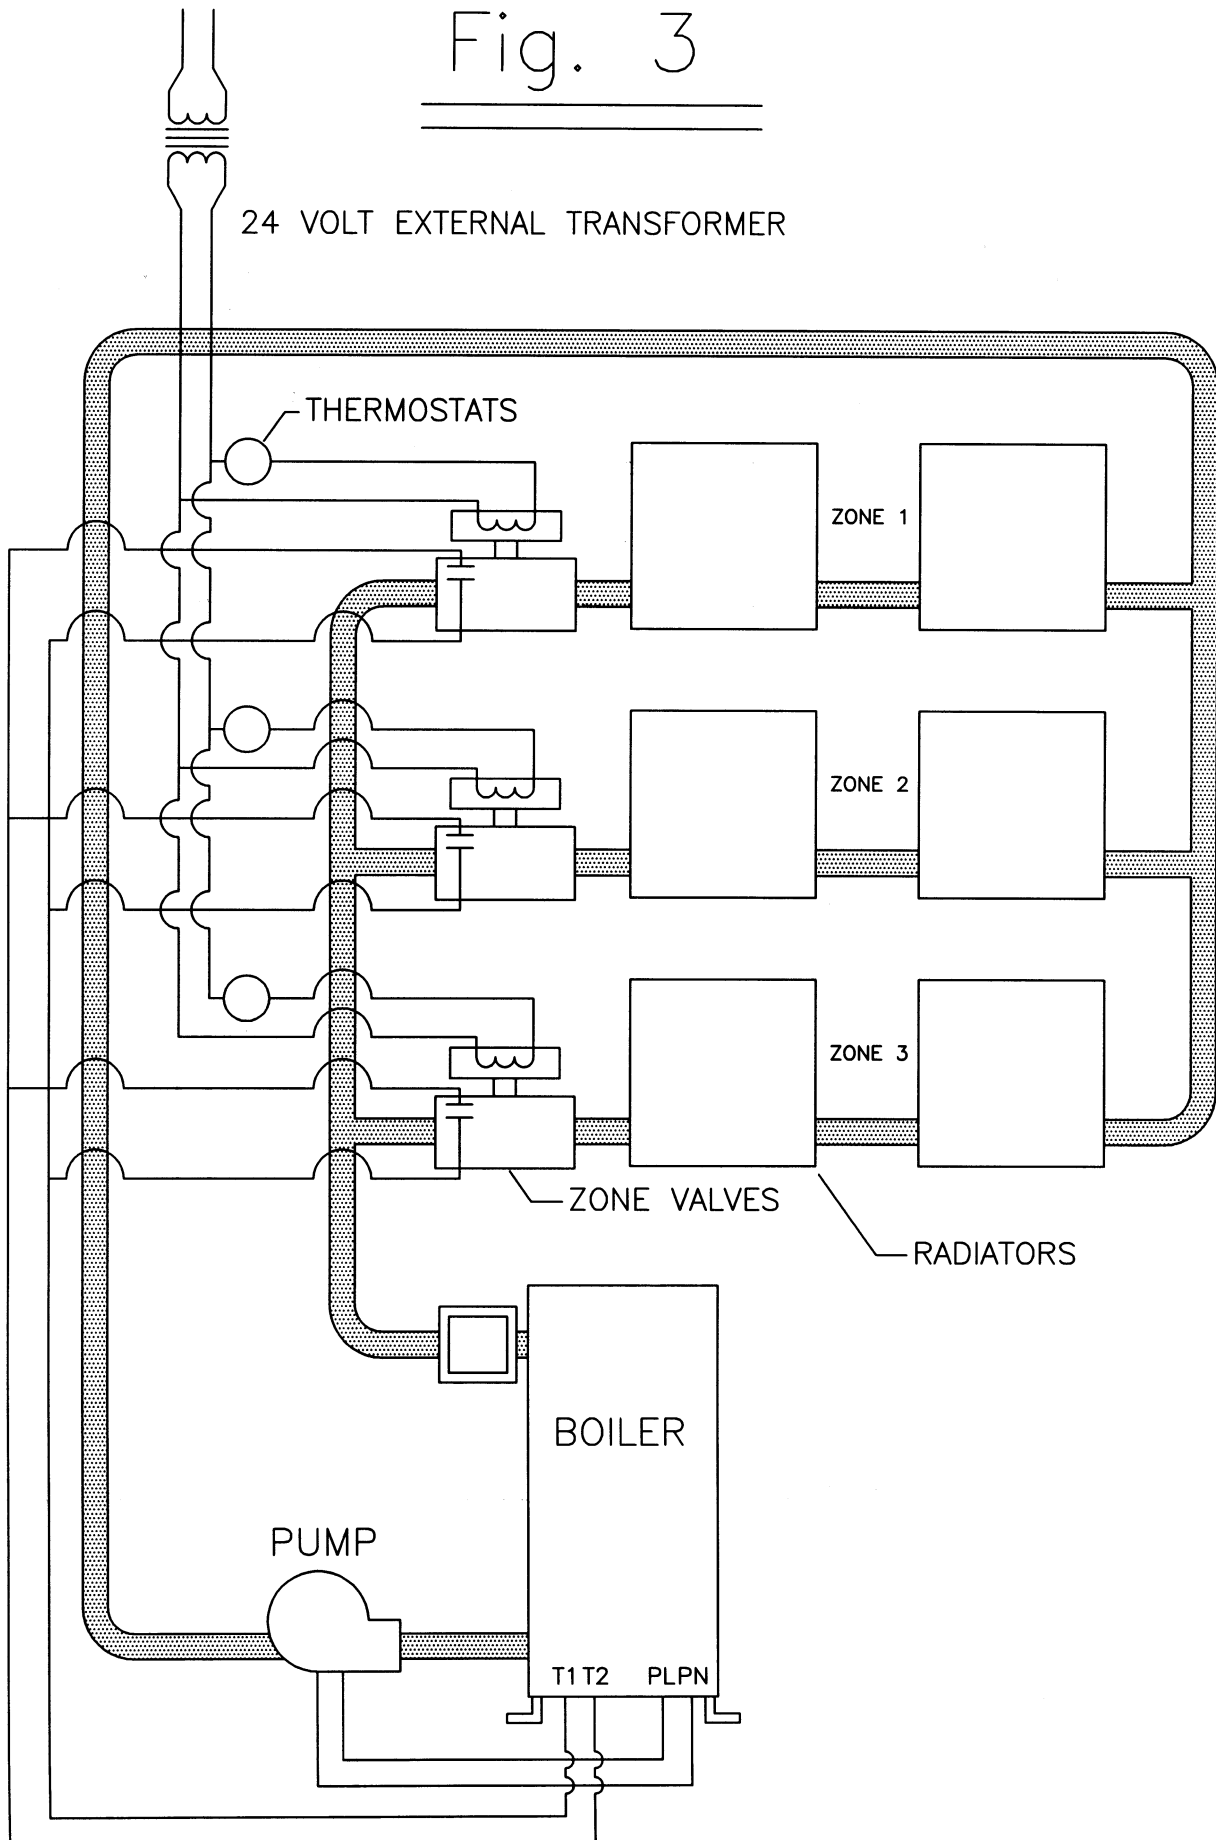 Fig. 3
24 VOLT EXTERNAL TRANSFORMER
THERMOSTATS
ZONE 1
ZONE 2
ZONE 3
ZONE VALVES
RADIATORS
BOILER
PUMP
T1 T2 PLPN